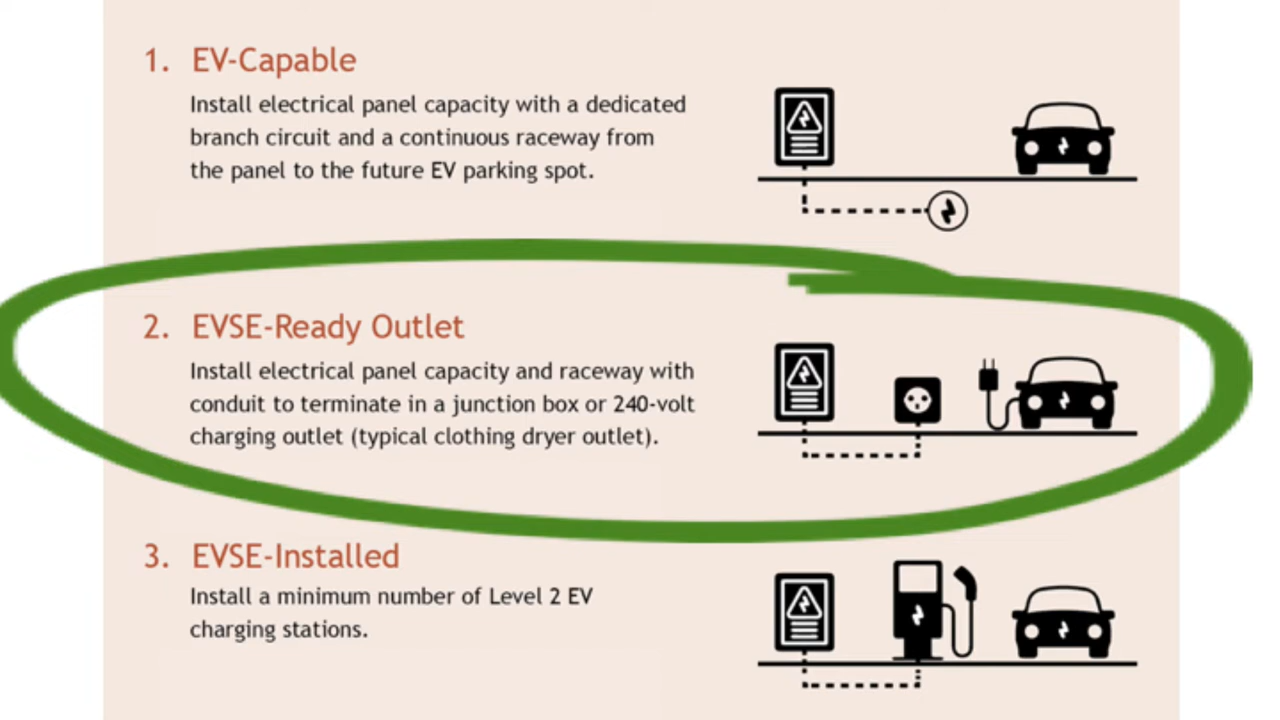 1. EV-Capable
Install electrical panel capacity with a dedicated
branch circuit and a continuous raceway from
the panel to the future EV parking spot.
2. EVSE-Ready Outlet
Install electrical panel capacity and raceway with
conduit to terminate in a junction box or 240-volt
charging outlet (typical clothing dryer outlet).
3. EVSE-Installed
Install a minimum number of Level 2 EV
charging stations.